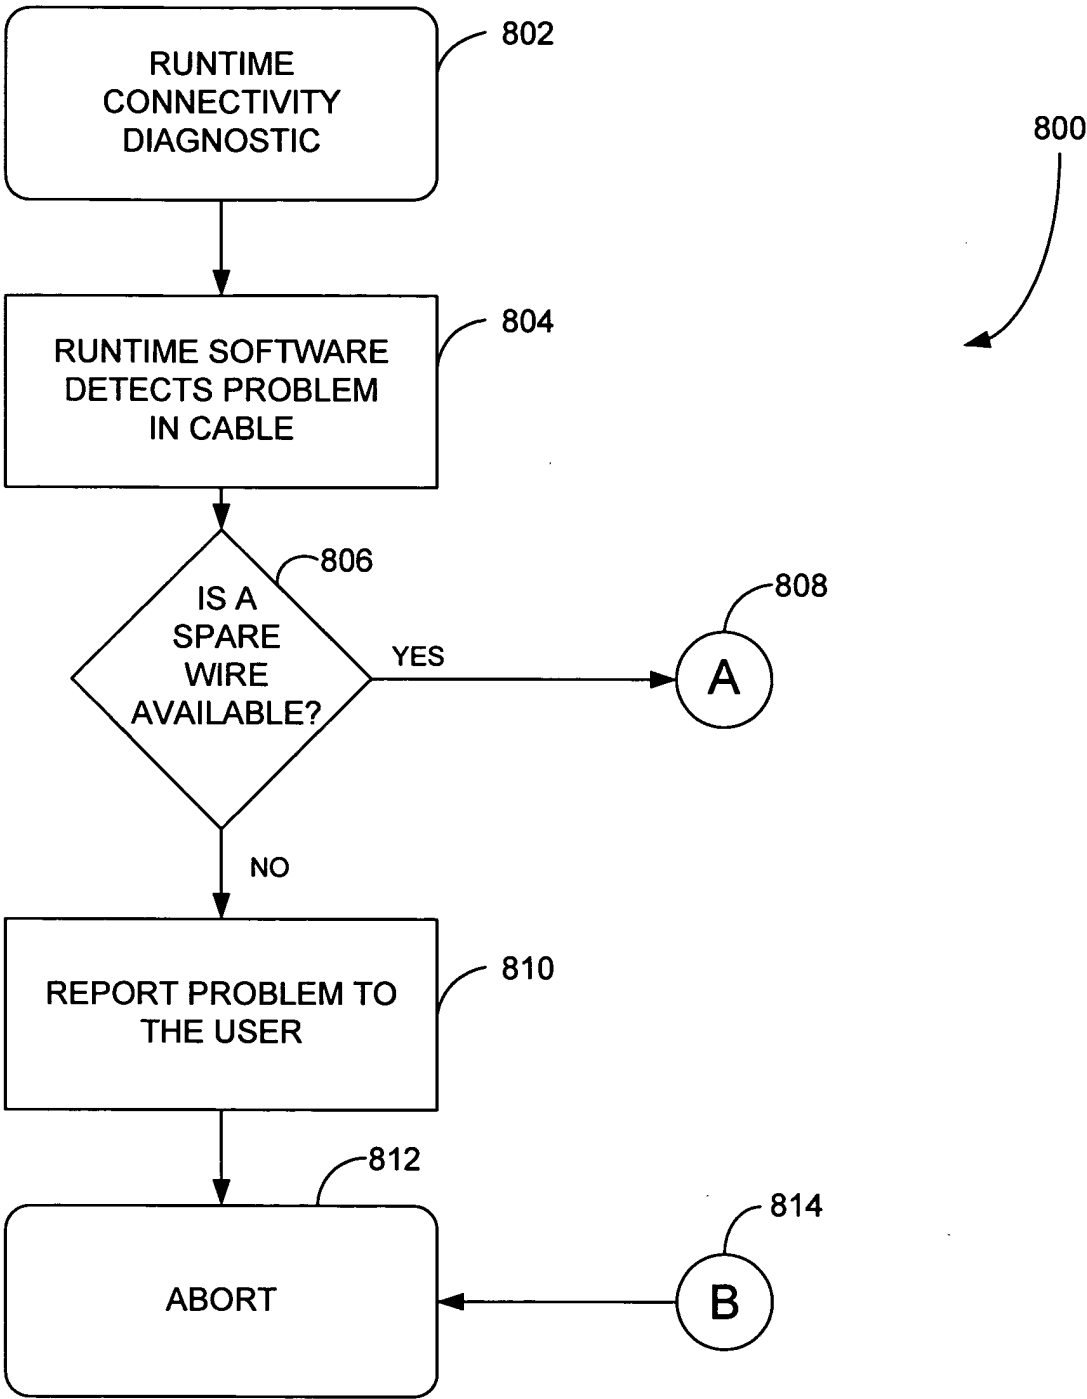 802
RUNTIME
CONNECTIVITY
DIAGNOSTIC
800
804
RUNTIME SOFTWARE
DETECTS PROBLEM
IN CABLE
806
IS A
SPARE
WIRE
AVAILABLE?
YES
808
A
NO
810
REPORT PROBLEM TO
THE USER
812
ABORT
814
B